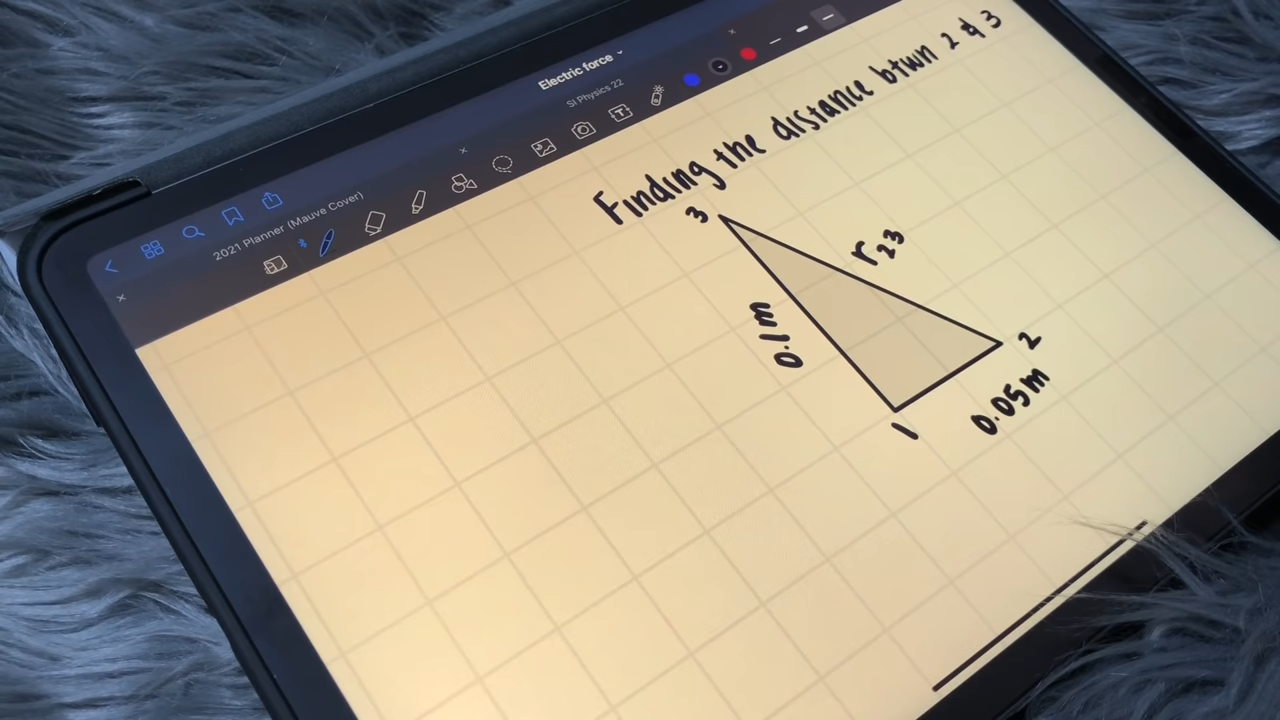 Electric force
SI Physics 22
2021 Planner (Mauve Cover)
Finding the distance btwn 2 & 3
3
r23
0.1m
2
0.05m
1